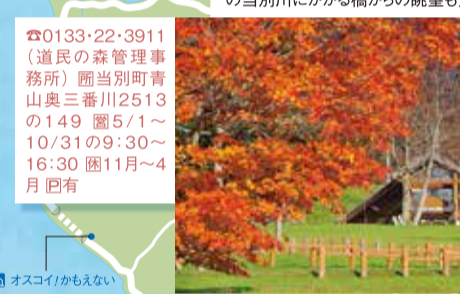 の当別川にかかる橋からの眺望も
☎0133・22・3911
（道民の森管理事
務所）所当別町青
山奥三番川2513
の149 営5/1～
10/31の9:30～
16:30 休11月～4
月 P有
オスコイ!かもえない